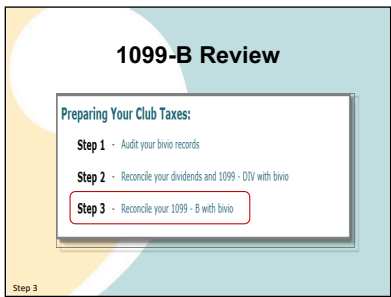 1099-B Review
Preparing Your Club Taxes:
Step 1 - Audit your bivio records
Step 2 - Reconcile your dividends and 1099 - DIV with bivio
Step 3 - Reconcile your 1099 - B with bivio
Step 3